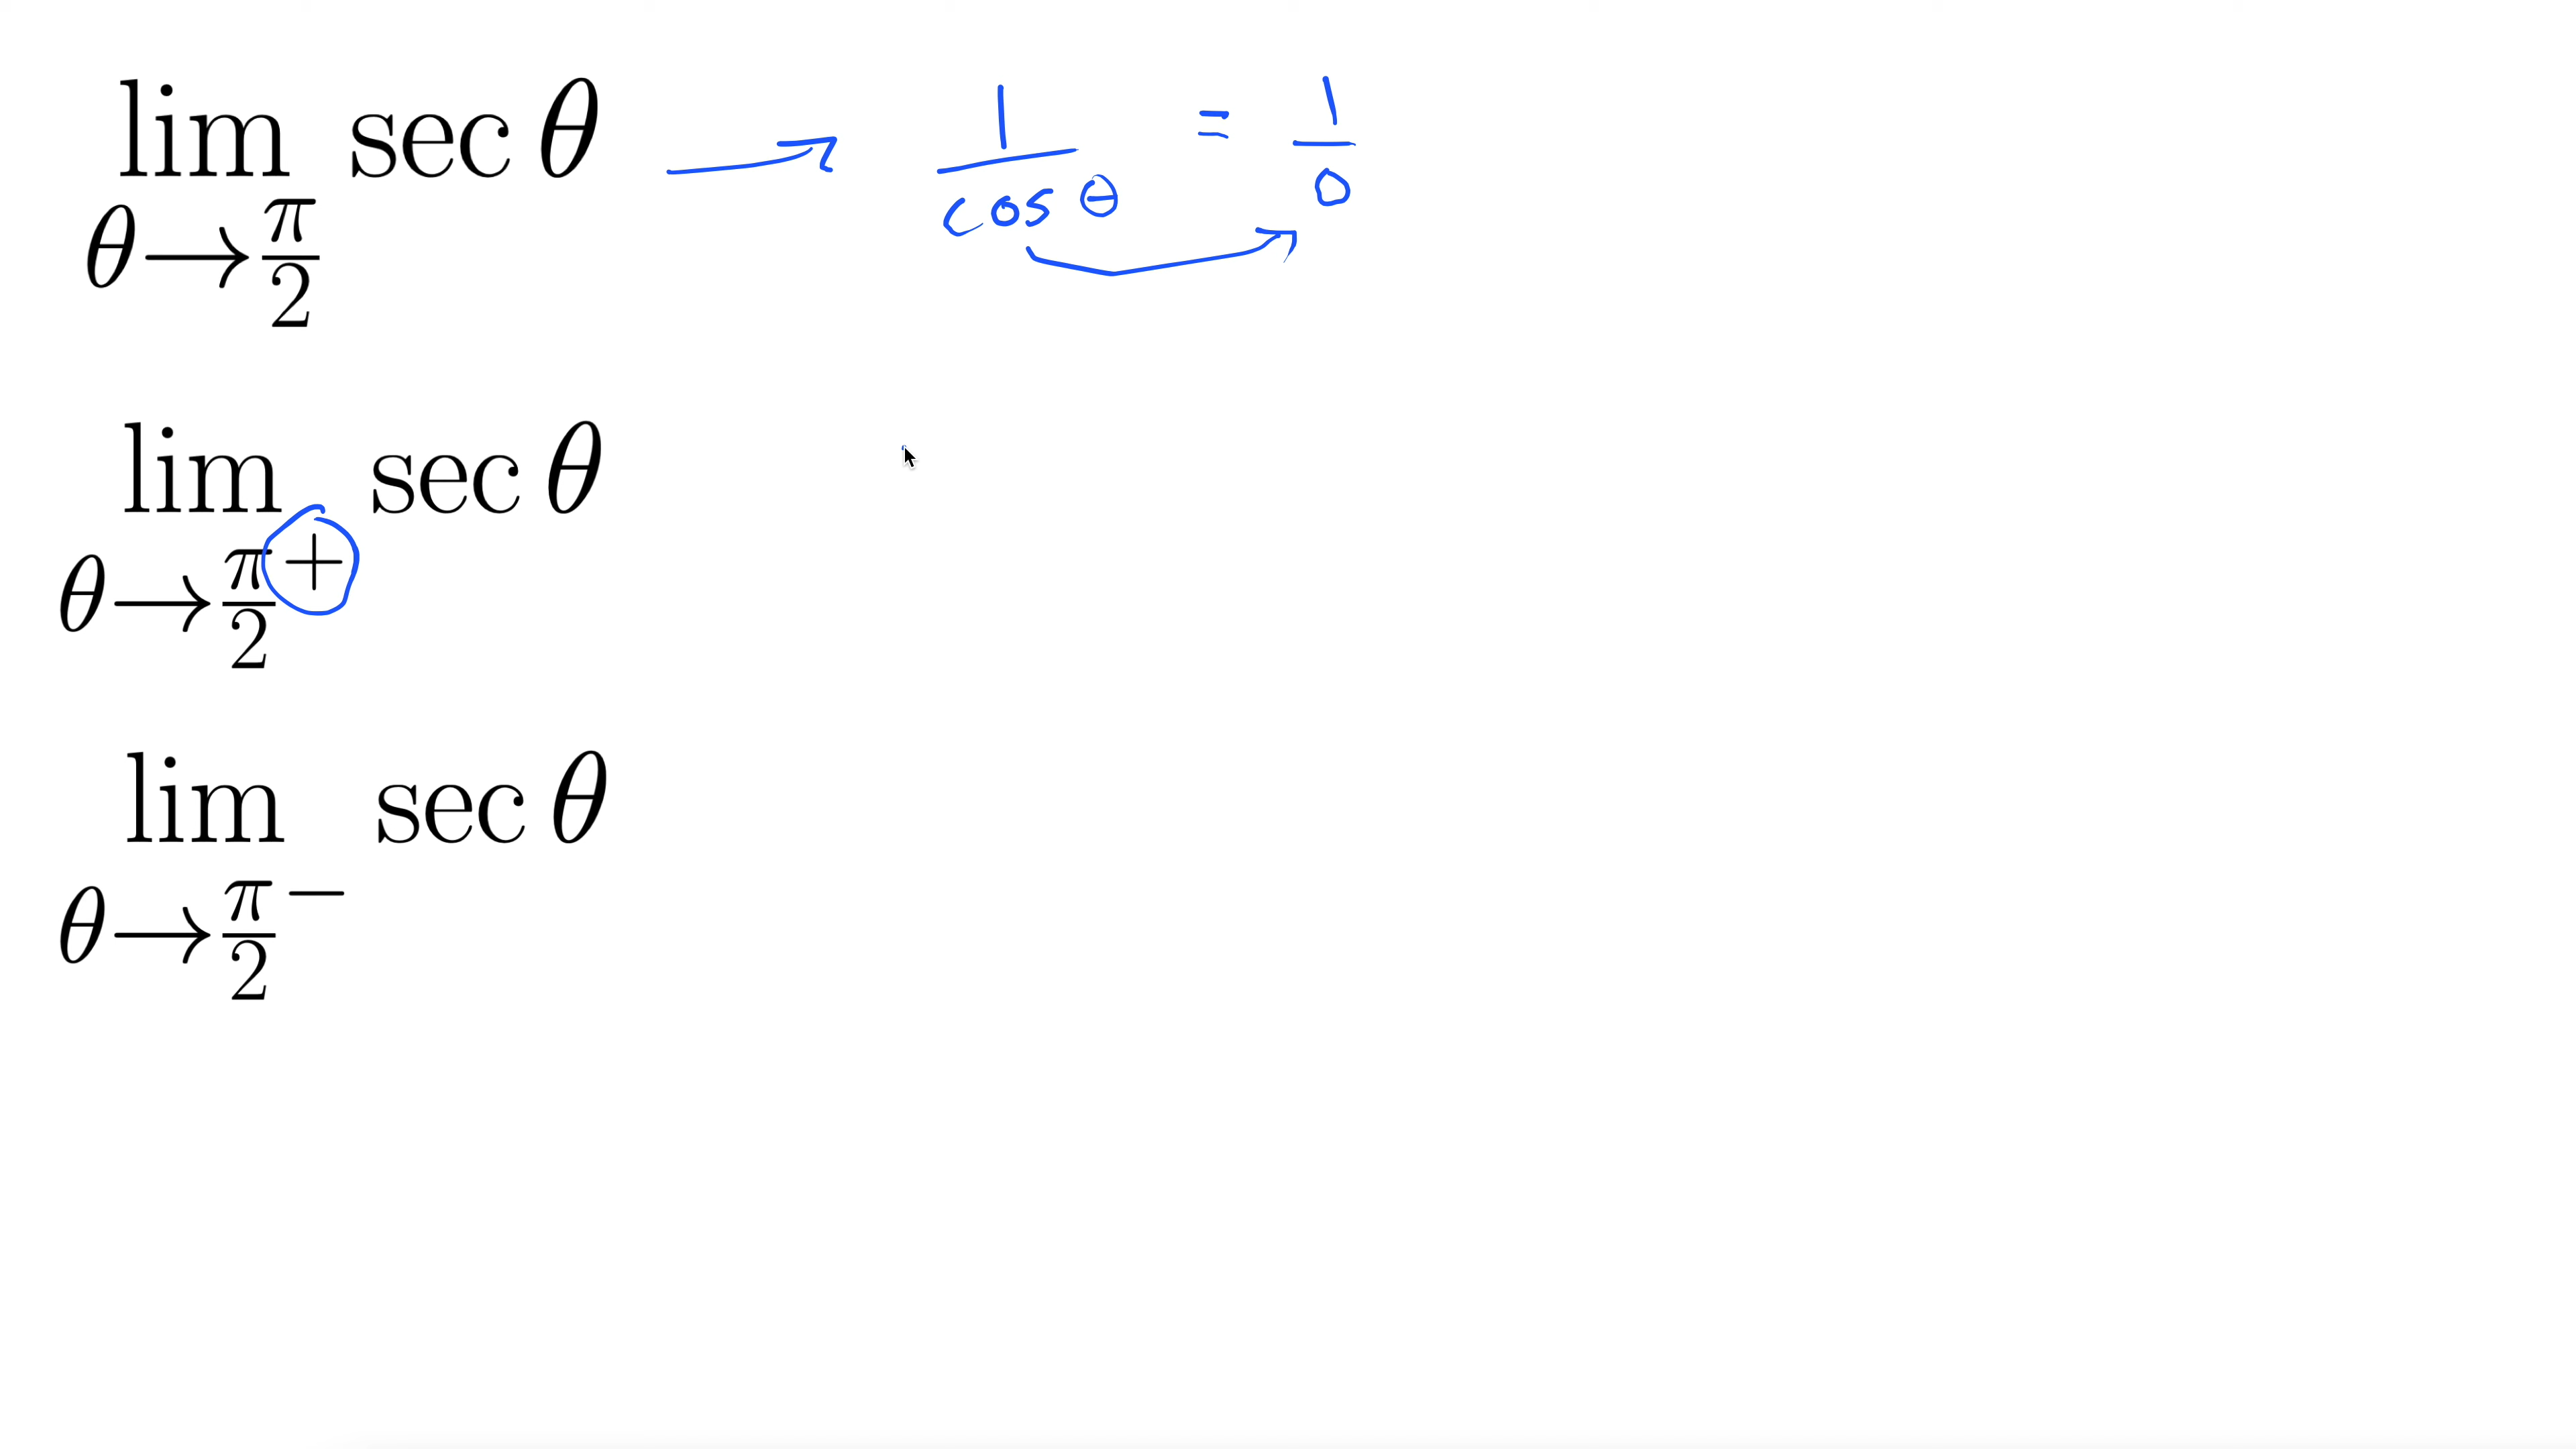 lim sec θ → 1/cos θ = 1/0
θ→π/2
lim sec θ
θ→π/2⁺
lim sec θ
θ→π/2⁻